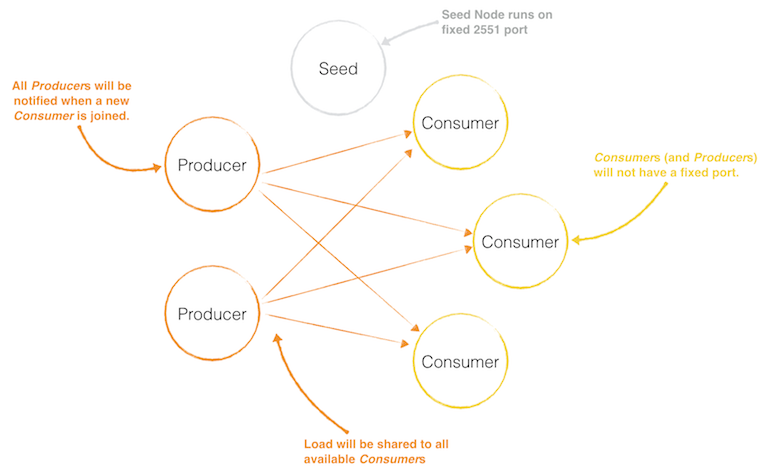 Seed Node runs on
fixed 2551 port
Seed
All Producers will be
notified when a new
Consumer is joined.
Consumer
Producer
Consumers (and Producers)
will not have a fixed port.
Consumer
Producer
Consumer
Load will be shared to all
available Consumers